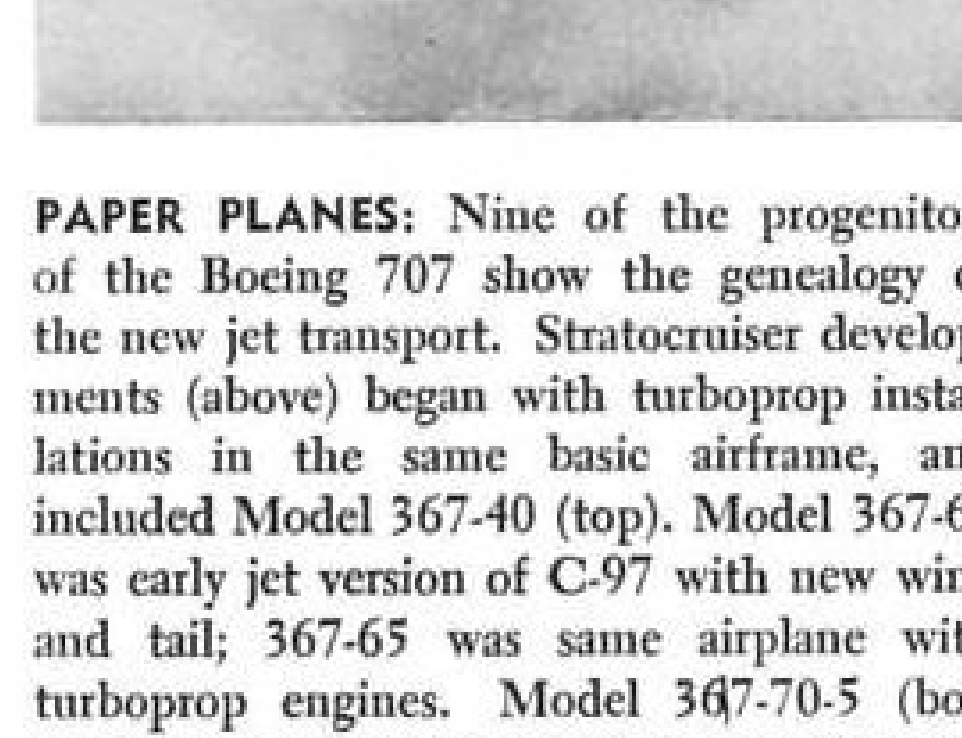 PAPER PLANES: Nine of the progenito
of the Boeing 707 show the genealogy
the new jet transport. Stratocruiser develop
ments (above) began with turboprop insta
lations in the same basic airframe, an
included Model 367-40 (top). Model 367-6
was early jet version of C-97 with new win
and tail; 367-65 was same airplane wit
turboprop engines. Model 367-70-5 (bo